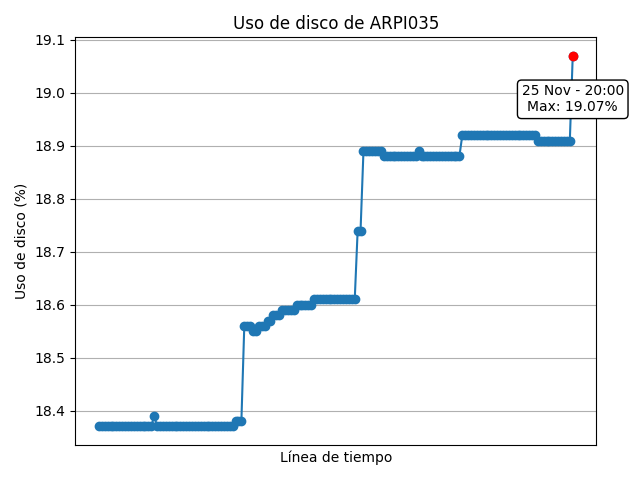 Uso de disco de ARPI035
19.1
19.0
18.9
18.8
18.7
18.6
18.5
18.4
Uso de disco (%)
25 Nov - 20:00
Max: 19.07%
Línea de tiempo